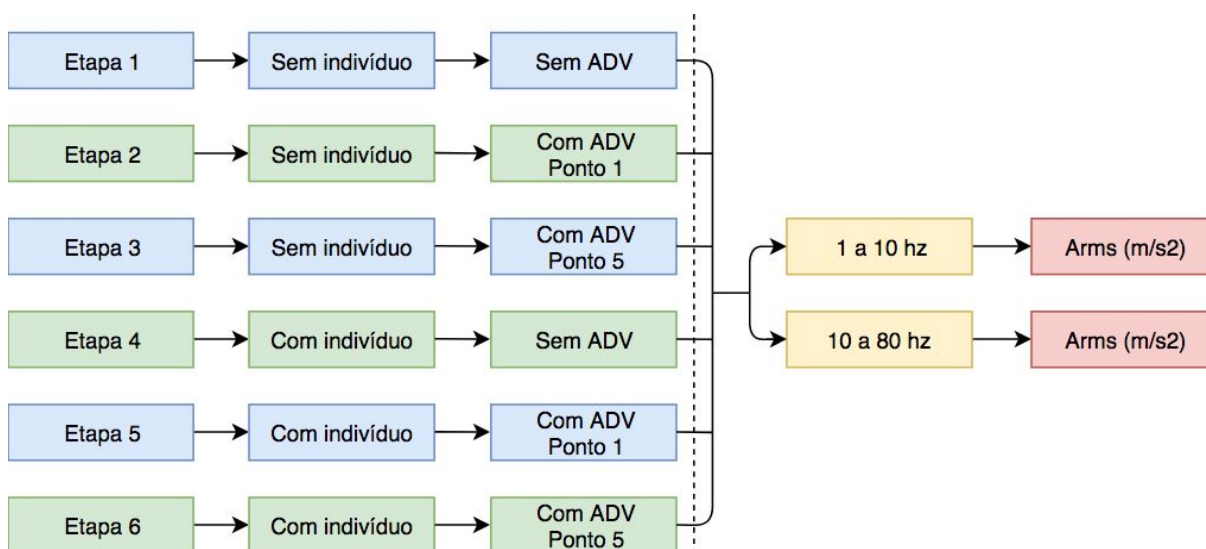 Etapa 1
Sem indivíduo
Sem ADV
Etapa 2
Sem indivíduo
Com ADV
Ponto 1
Etapa 3
Sem indivíduo
Com ADV
Ponto 5
1 a 10 hz
Arms (m/s2)
Etapa 4
Com indivíduo
Sem ADV
10 a 80 hz
Arms (m/s2)
Etapa 5
Com indivíduo
Com ADV
Ponto 1
Etapa 6
Com indivíduo
Com ADV
Ponto 5